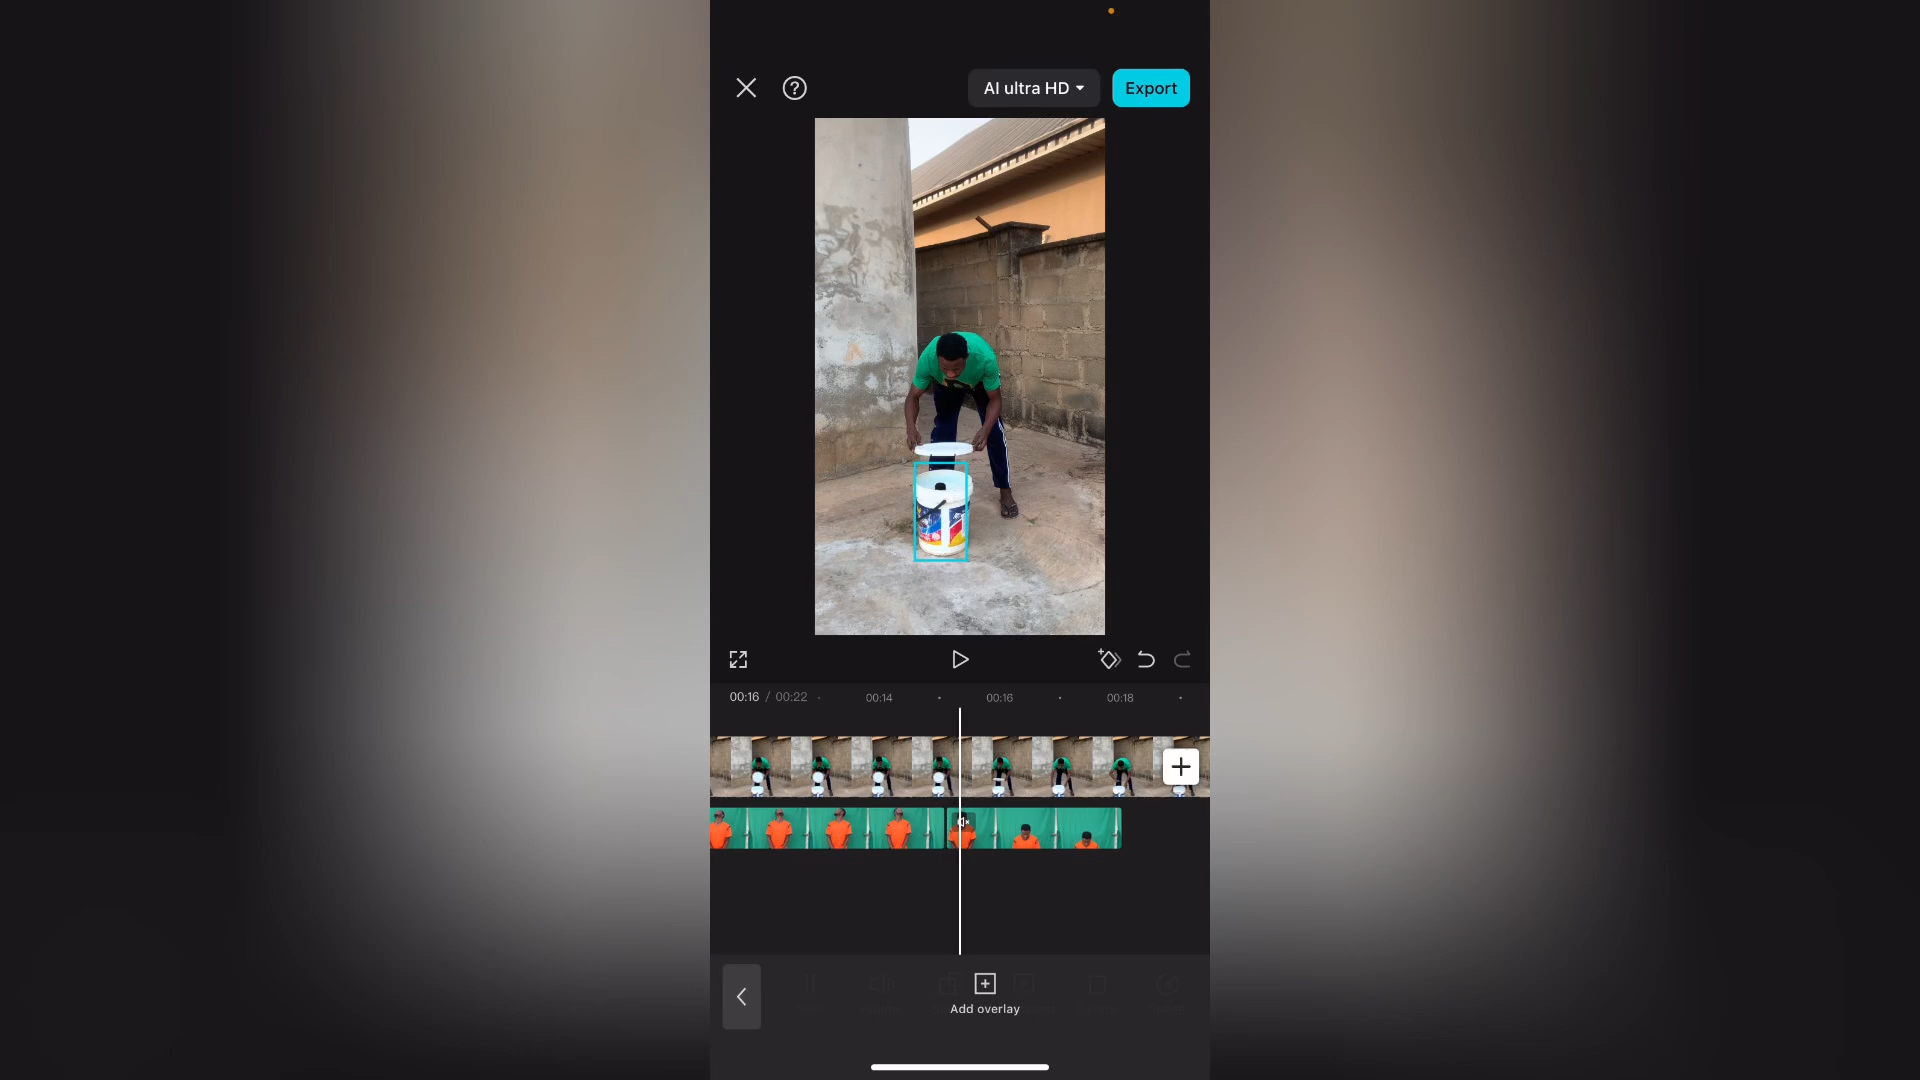 AI ultra HD
Export
00:16 / 00:22
00:14
00:16
00:18
Add overlay